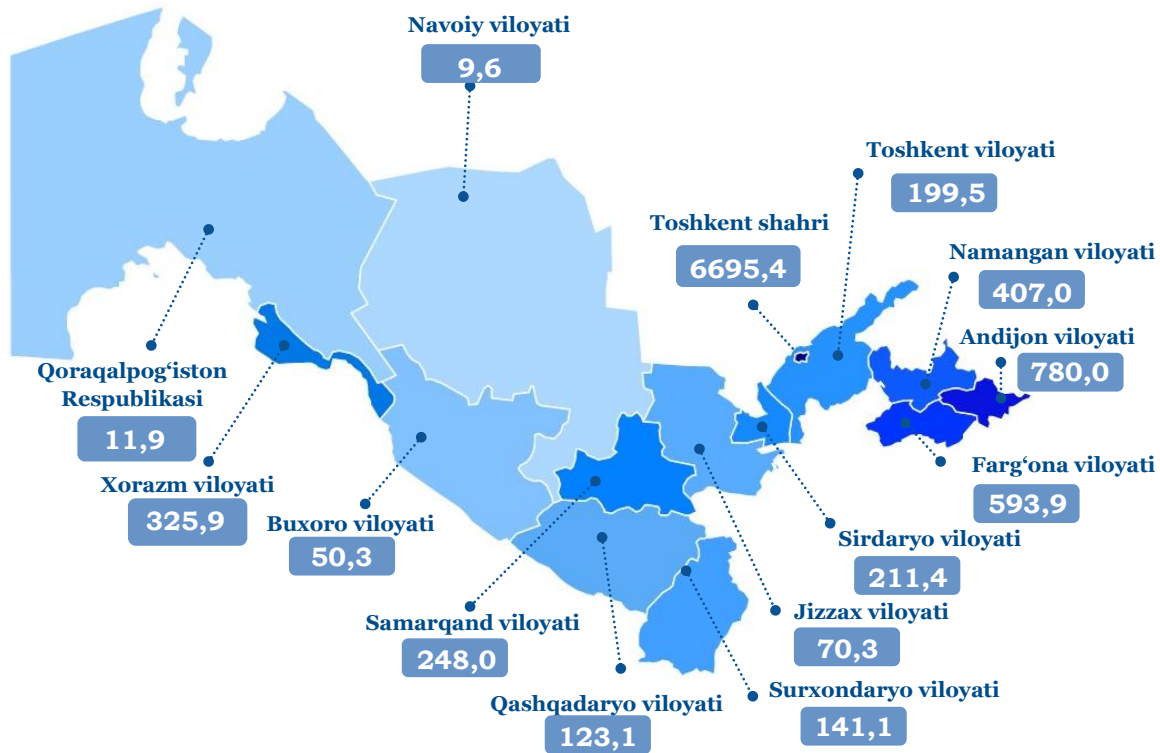 Navoiy viloyati
9,6
Toshkent viloyati
199,5
Toshkent shahri
6695,4
Namangan viloyati
407,0
Andijon viloyati
780,0
Qoraqalpog‘iston
Respublikasi
11,9
Xorazm viloyati
325,9
Buxoro viloyati
50,3
Farg‘ona viloyati
593,9
Sirdaryo viloyati
211,4
Samarqand viloyati
248,0
Jizzax viloyati
70,3
Qashqadaryo viloyati
123,1
Surxondaryo viloyati
141,1